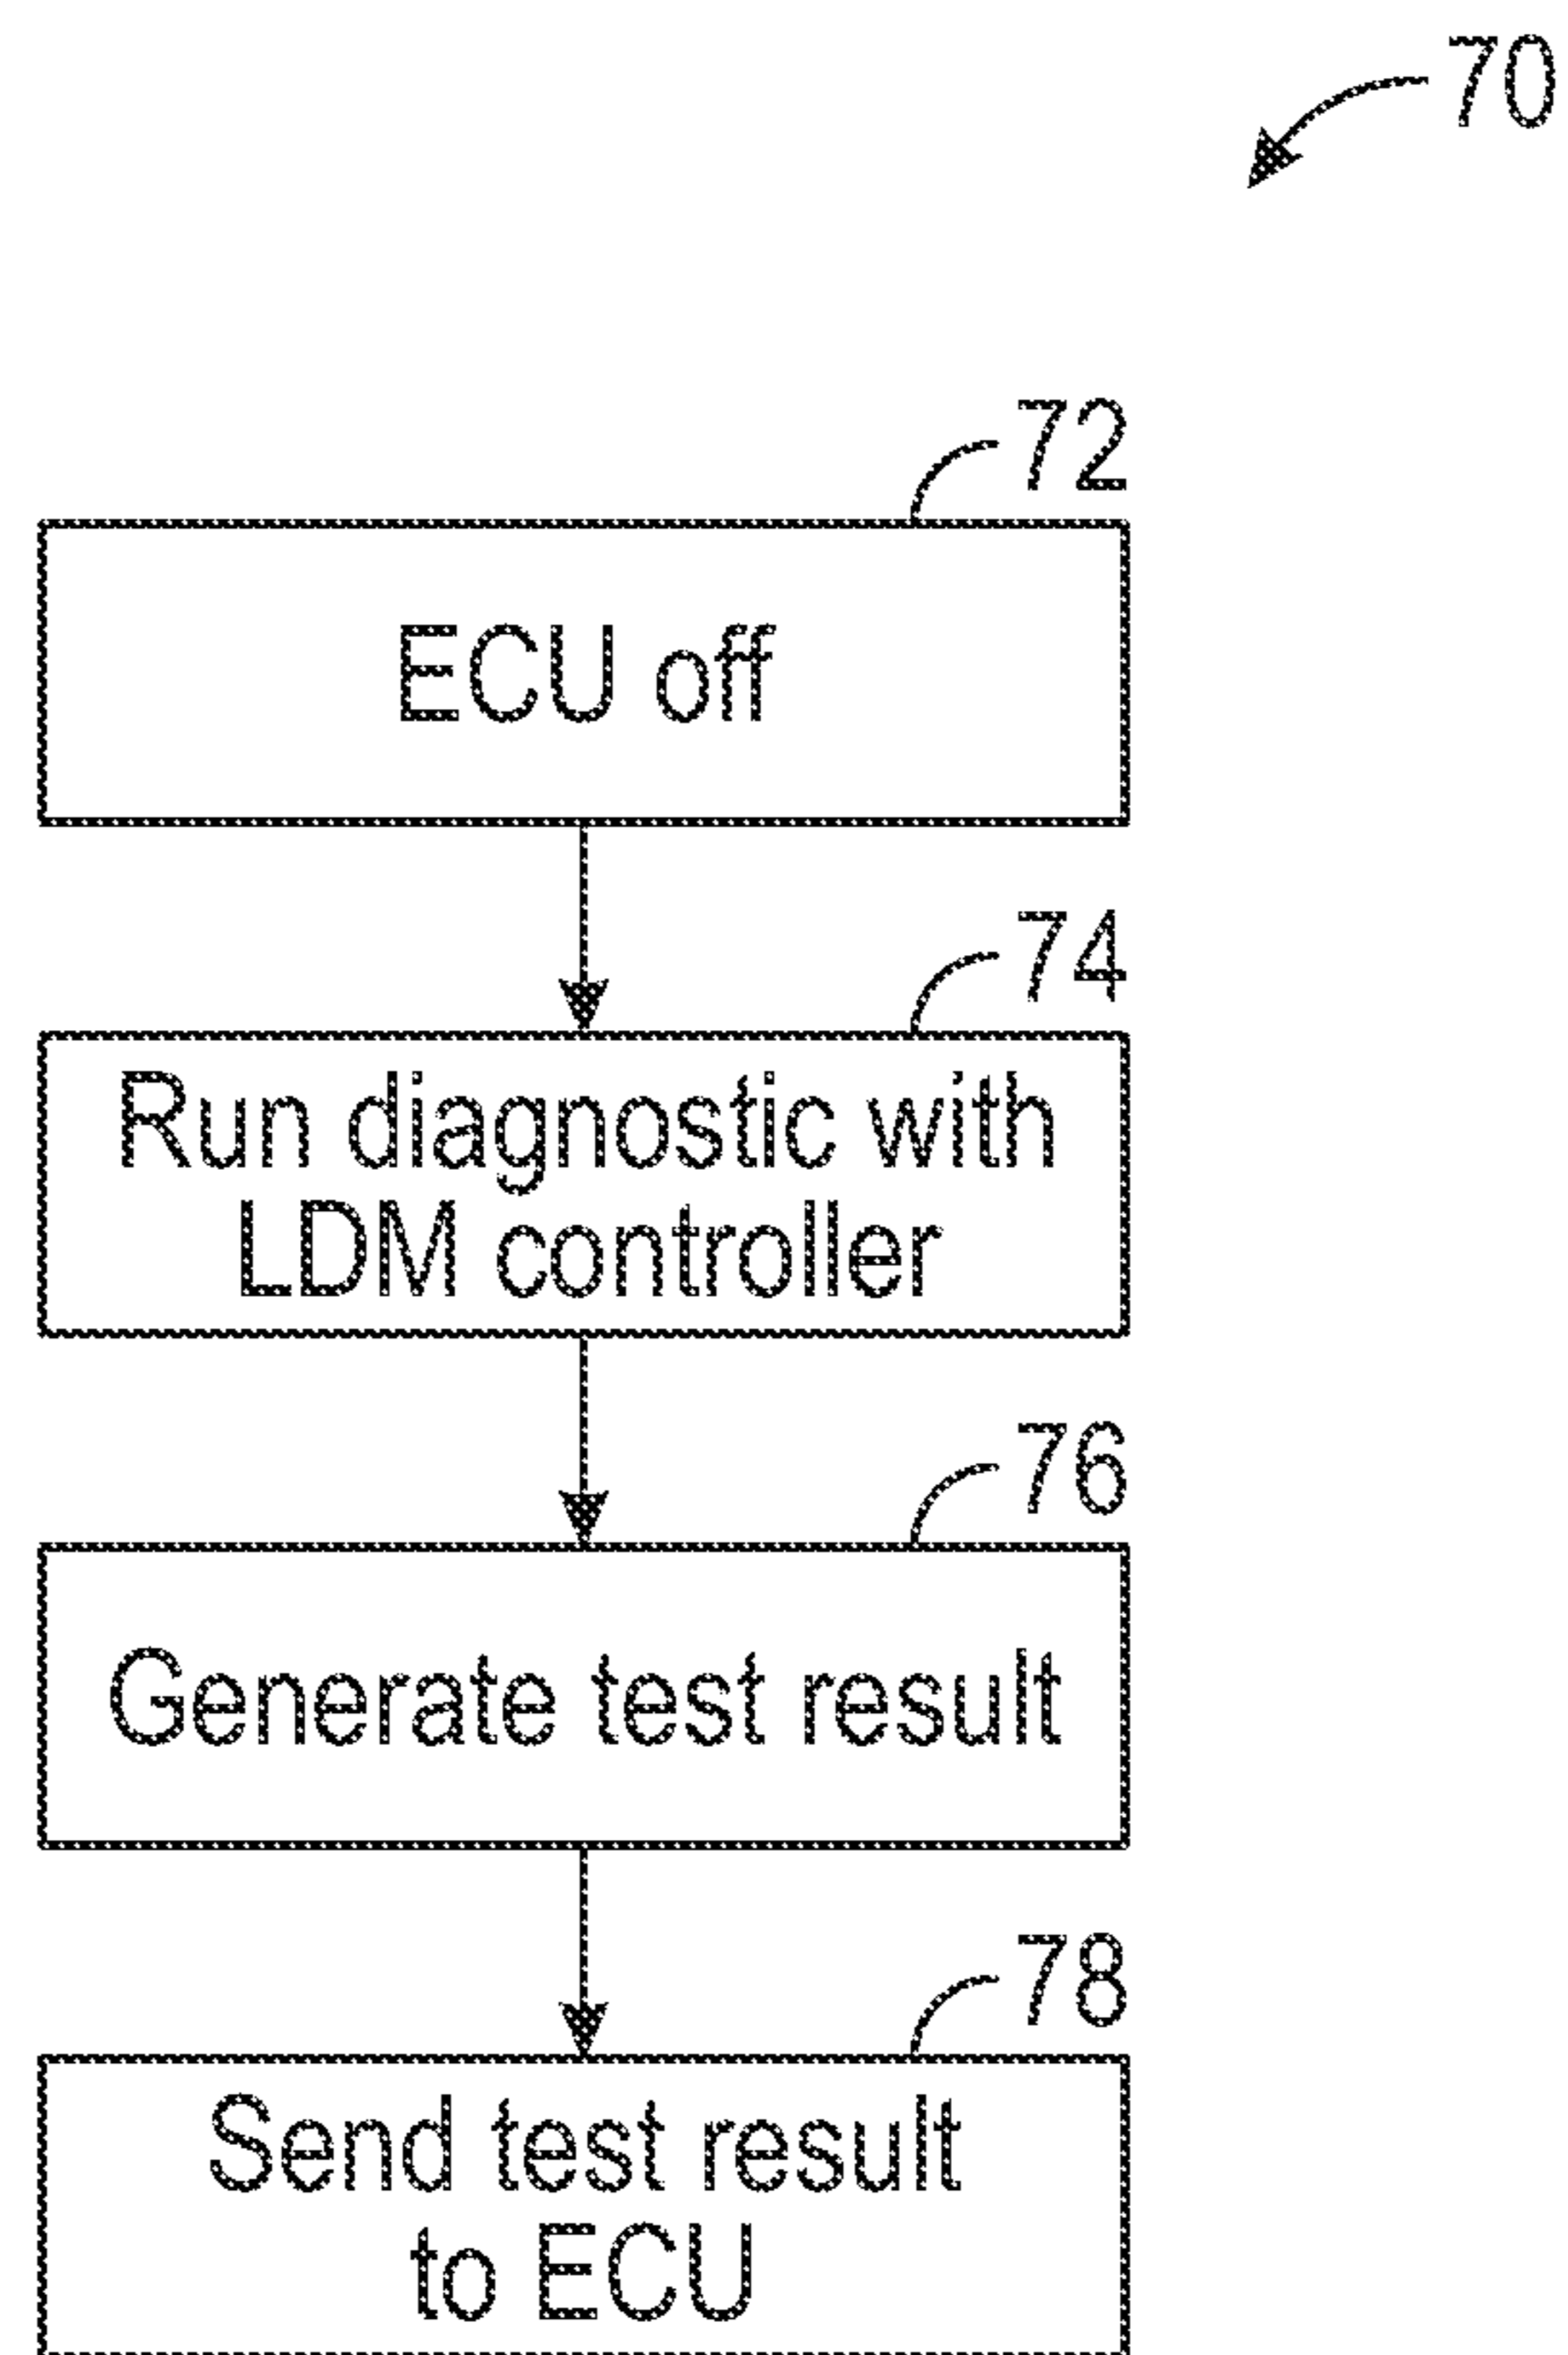 70
72
ECU off
74
Run diagnostic with
LDM controller
76
Generate test result
78
Send test result
to ECU